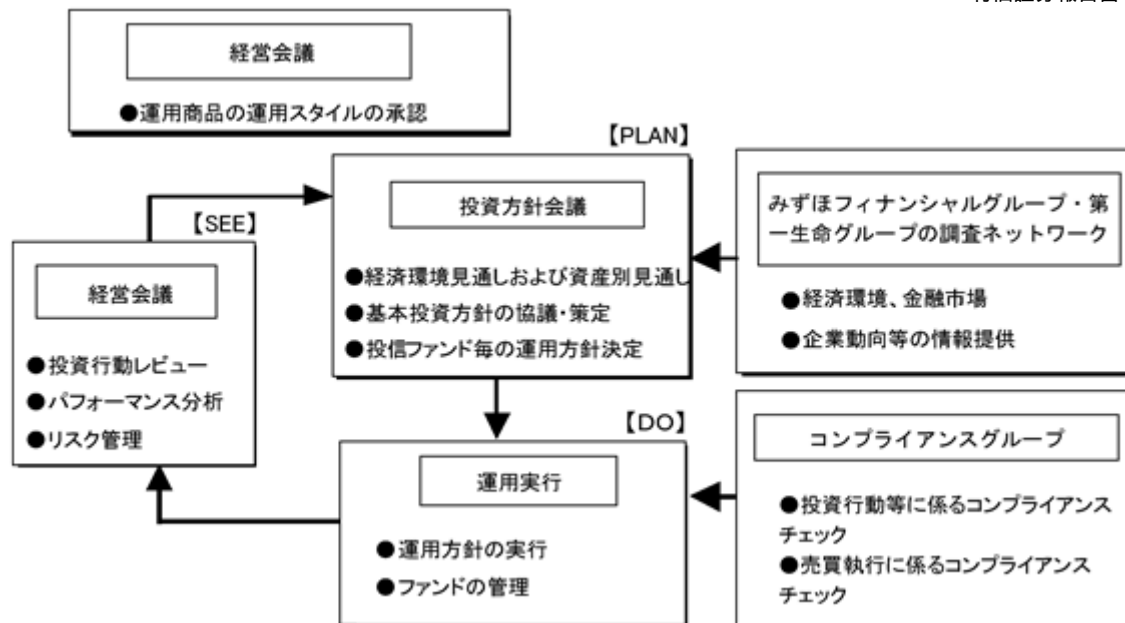 経営会議
●運用商品の運用スタイルの承認
【PLAN】
投資方針会議
●経済環境見通しおよび資産別見通し
●基本投資方針の協議・策定
●投信ファンド毎の運用方針決定
みずほフィナンシャルグループ・第
一生命グループの調査ネットワーク
●経済環境、金融市場
●企業動向等の情報提供
【SEE】
経営会議
●投資行動レビュー
●パフォーマンス分析
●リスク管理
【DO】
運用実行
●運用方針の実行
●ファンドの管理
コンプライアンスグループ
●投資行動等に係るコンプライアンス
チェック
●売買執行に係るコンプライアンス
チェック